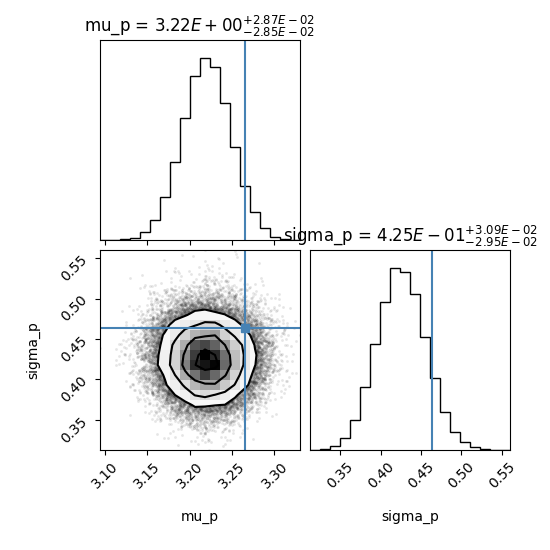 mu_p = 3.22E + 00 +2.87E − 02 −2.85E − 02
sigma_p = 4.25E − 01 +3.09E − 02 −2.95E − 02
0.55
0.50
0.45
0.40
0.35
sigma_p
3.10 3.15 3.20 3.25 3.30
mu_p
0.35 0.40 0.45 0.50 0.55
sigma_p